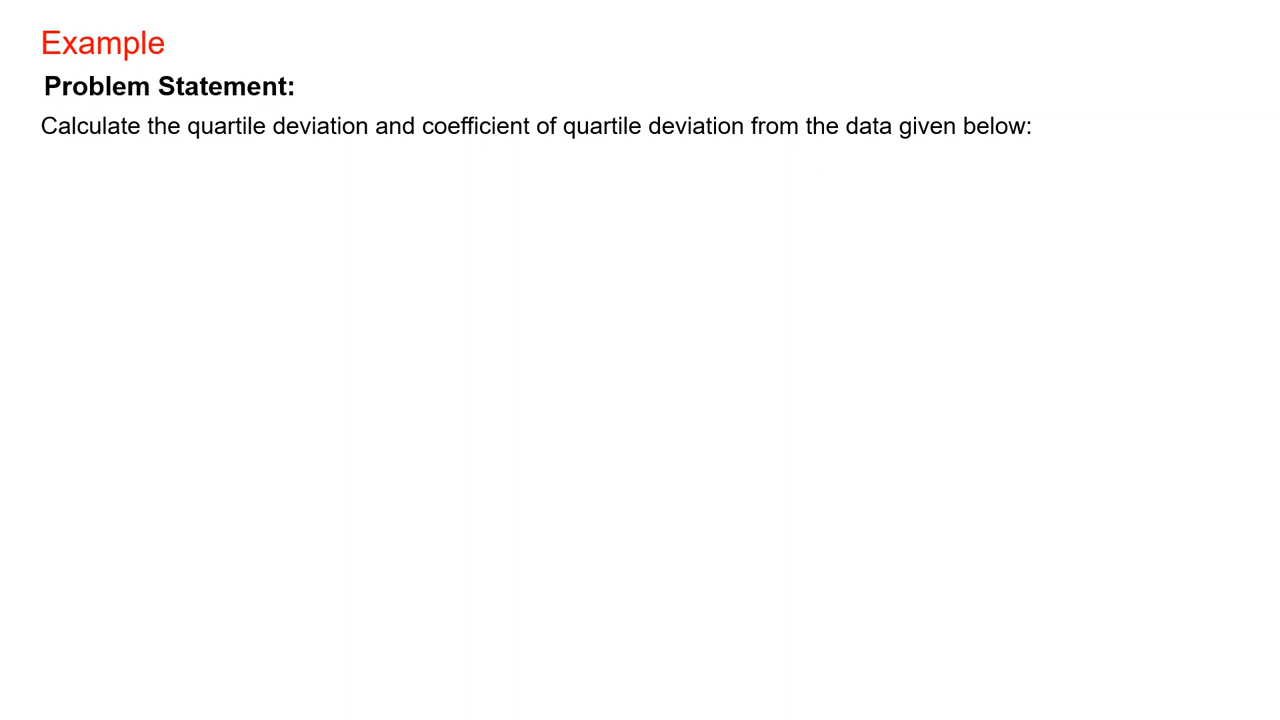 Example
Problem Statement:
Calculate the quartile deviation and coefficient of quartile deviation from the data given below: